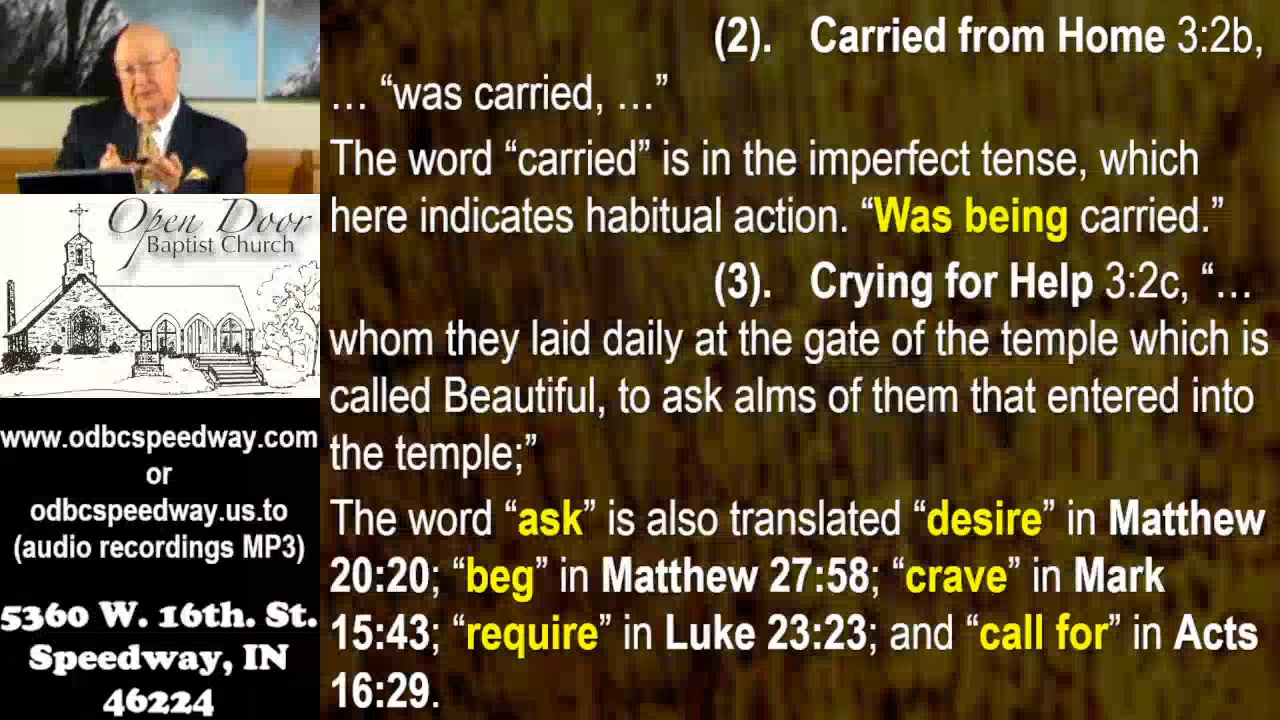 Open Door
Baptist Church
www.odbcspeedway.com
or
odbcspeedway.us.to
(audio recordings MP3)
5360 W. 16th. St.
Speedway, IN
46224
(2). Carried from Home 3:2b,
… “was carried, …”
The word “carried” is in the imperfect tense, which
here indicates habitual action. “Was being carried.”
(3). Crying for Help 3:2c, “…
whom they laid daily at the gate of the temple which is
called Beautiful, to ask alms of them that entered into
the temple;”
The word “ask” is also translated “desire” in Matthew
20:20; “beg” in Matthew 27:58; “crave” in Mark
15:43; “require” in Luke 23:23; and “call for” in Acts
16:29.